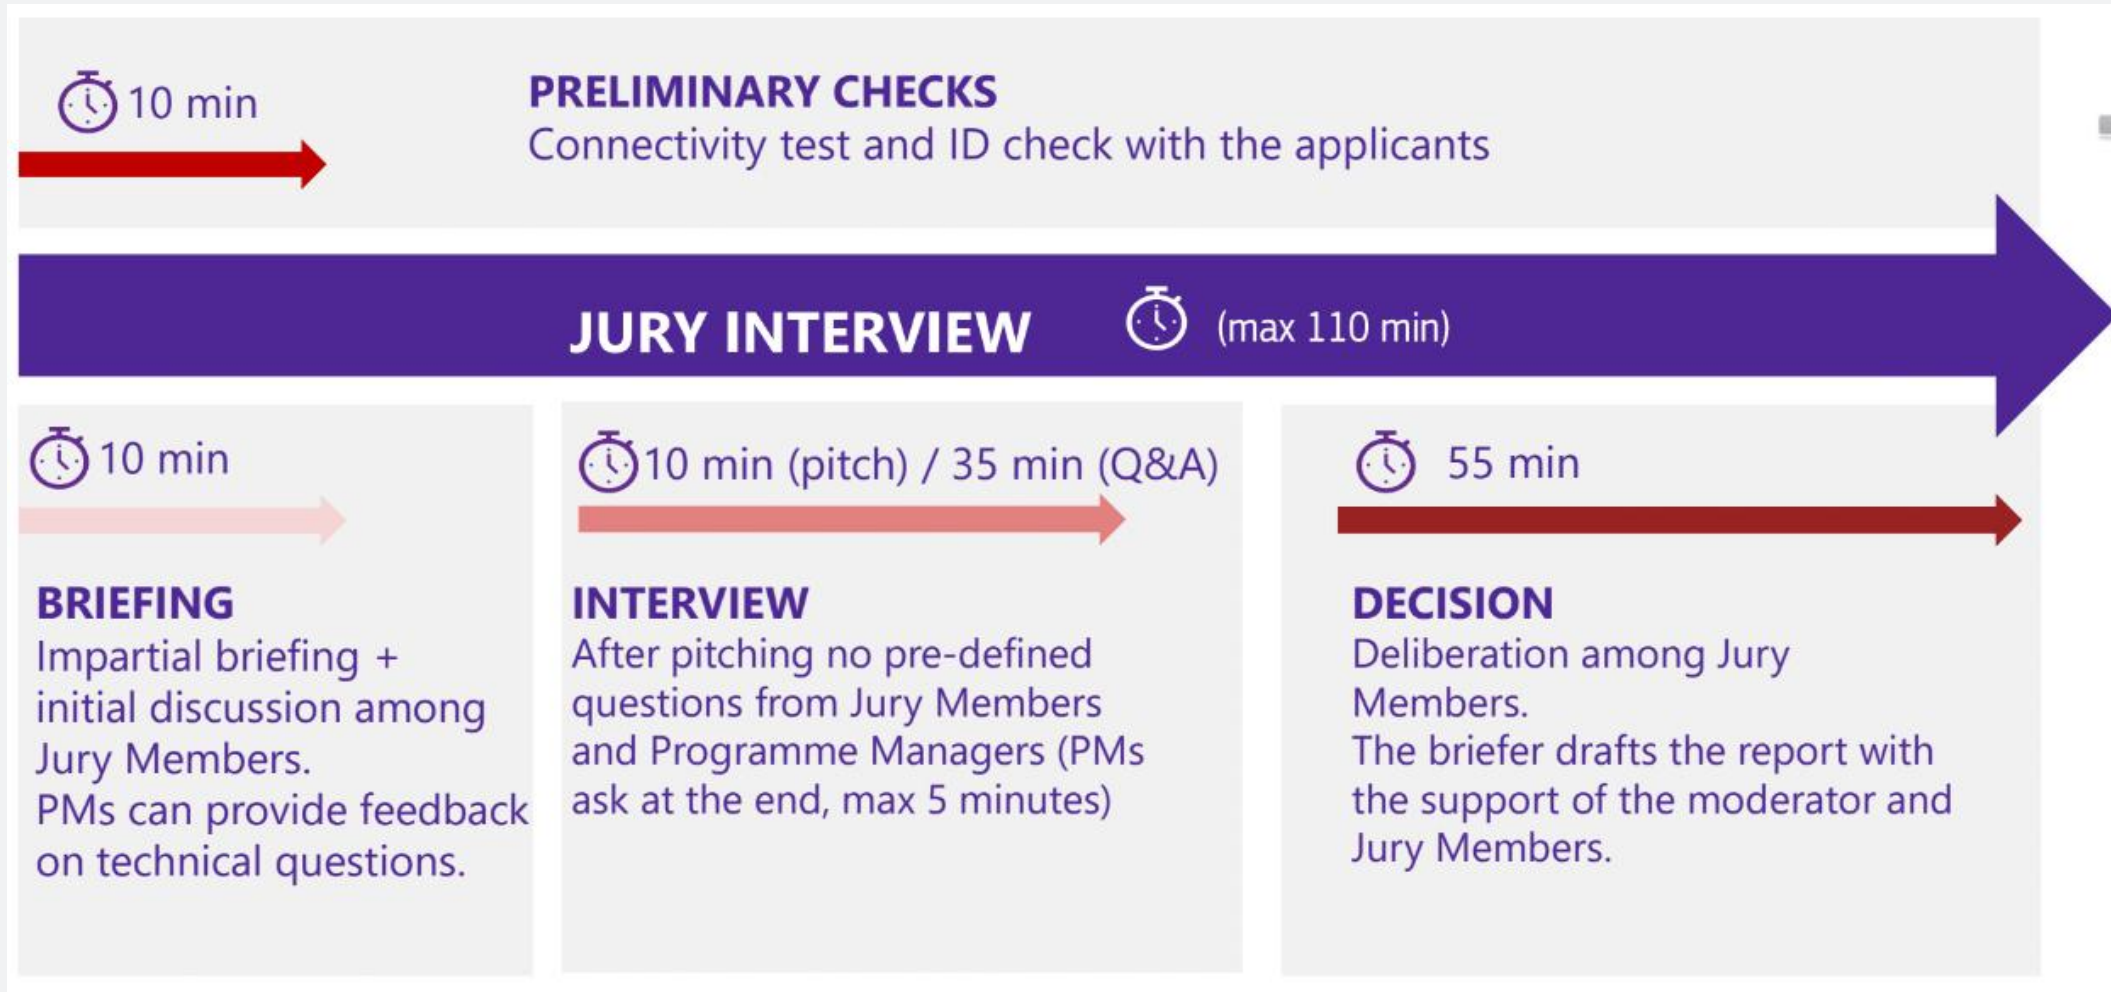 10 min
PRELIMINARY CHECKS
Connectivity test and ID check with the applicants
JURY INTERVIEW (max 110 min)
10 min
BRIEFING
Impartial briefing +
initial discussion among
Jury Members.
PMs can provide feedback
on technical questions.
10 min (pitch) / 35 min (Q&A)
INTERVIEW
After pitching no pre-defined
questions from Jury Members
and Programme Managers (PMs
ask at the end, max 5 minutes)
55 min
DECISION
Deliberation among Jury
Members.
The briefer drafts the report with
the support of the moderator and
Jury Members.